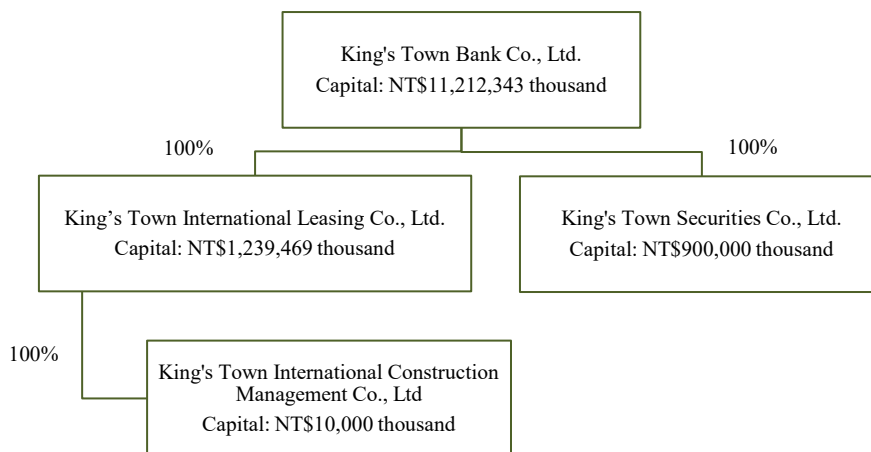 King's Town Bank Co., Ltd.
Capital: NT$11,212,343 thousand
100%
100%
King’s Town International Leasing Co., Ltd.
Capital: NT$1,239,469 thousand
King's Town Securities Co., Ltd.
Capital: NT$900,000 thousand
100%
King's Town International Construction
Management Co., Ltd
Capital: NT$10,000 thousand